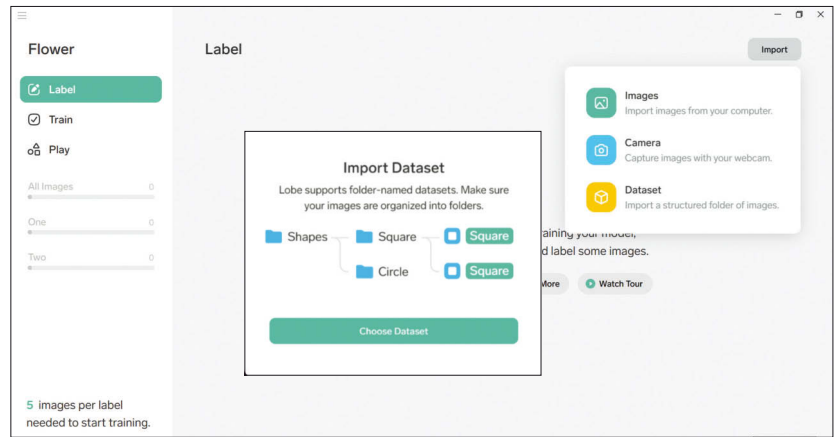 Flower
Label
Train
Play
All Images 0
One 0
Two 0
5 images per label
needed to start training.
Label
Import
Images
Import images from your computer.
Camera
Capture images with your webcam.
Dataset
Import a structured folder of images.
Import Dataset
Lobe supports folder-named datasets. Make sure
your images are organized into folders.
Shapes Square Square
Circle Square
Choose Dataset
your model,
label some images.
More Watch Tour